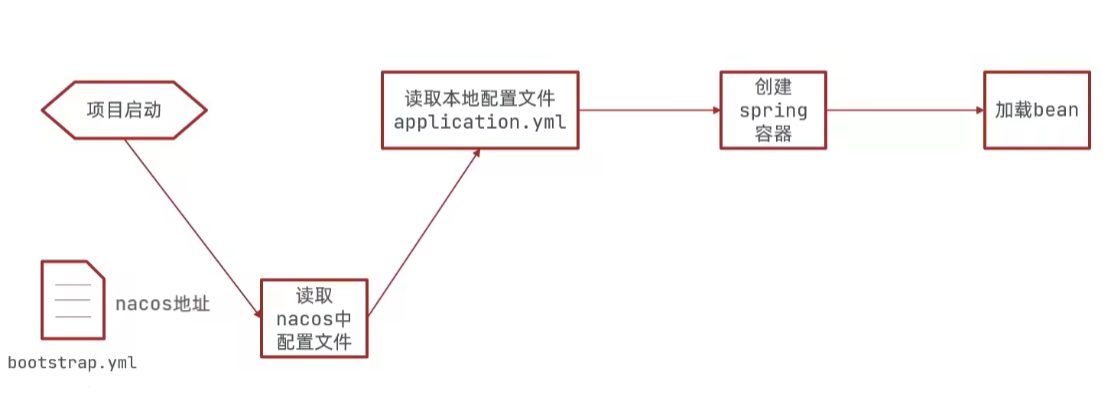 项目启动
读取本地配置文件
application.yml
创建
spring
容器
加载bean
nacos地址
bootstrap.yml
读取
nacos中
配置文件